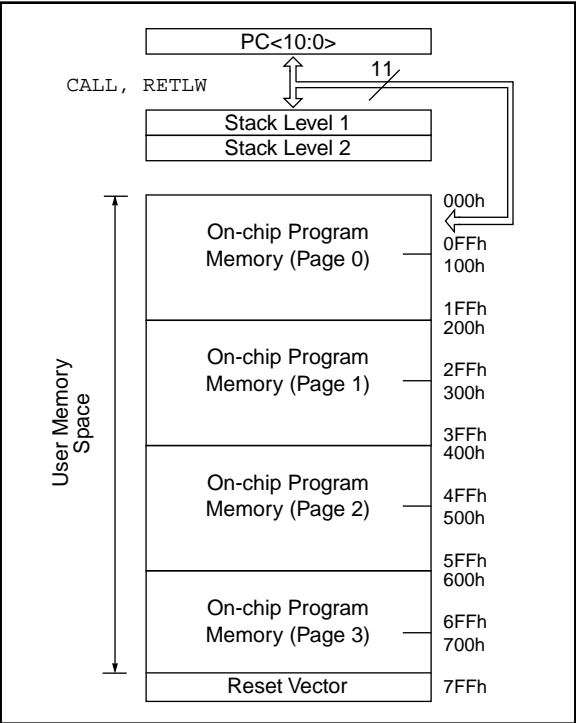 PC<10:0>
CALL, RETLW
11
Stack Level 1
Stack Level 2
000h
On-chip Program
Memory (Page 0)
0FFh
100h
1FFh
200h
On-chip Program
Memory (Page 1)
2FFh
300h
3FFh
400h
User Memory
Space
On-chip Program
Memory (Page 2)
4FFh
500h
5FFh
600h
On-chip Program
Memory (Page 3)
6FFh
700h
Reset Vector
7FFh